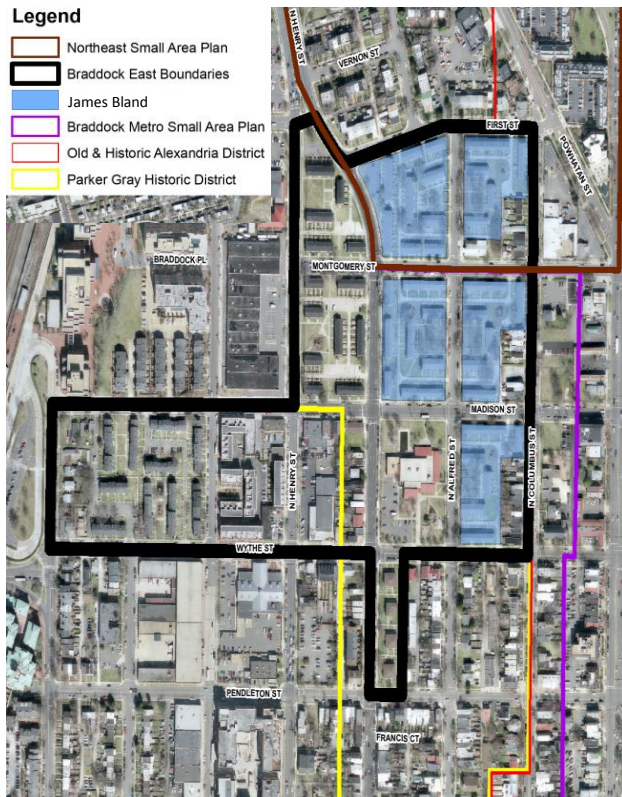 Legend
Northeast Small Area Plan
Braddock East Boundaries
James Bland
Braddock Metro Small Area Plan
Old & Historic Alexandria District
Parker Gray Historic District
N HENRY ST
VERNON ST
FIRST ST
POWHATAN ST
BRADDOCK PL
MONTGOMERY ST
MADISON ST
N HENRY ST
N ALFRED ST
N COLUMBUS ST
WYTHE ST
PENDLETON ST
FRANCIS CT